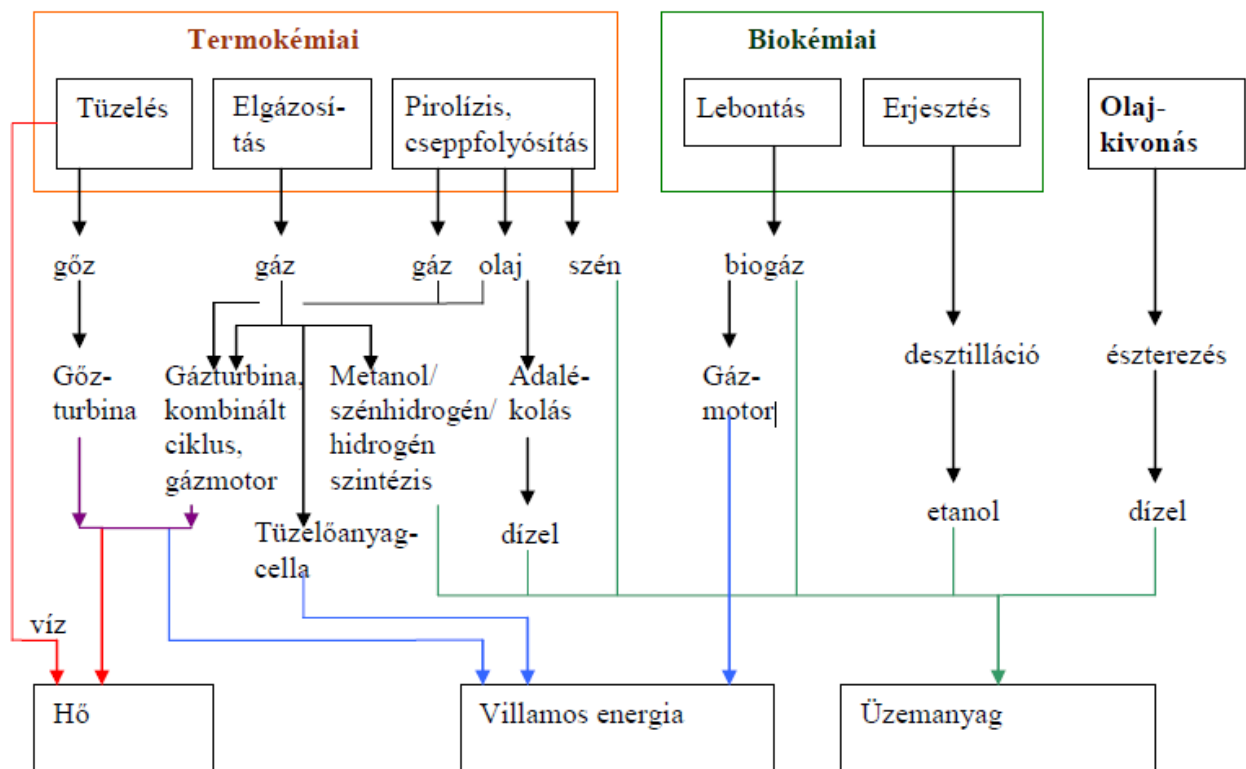 Termokémiai
Biokémiai
Tüzelés
Elgázosí-
tás
Pirolízis,
cseppfolyósítás
Lebontás
Erjesztés
Olaj-
kivonás
gőz
gáz
gáz
olaj
szén
biogáz
desztilláció
észterezés
Gőz-
turbina
Gázturbina,
kombinált
ciklus,
gázmotor
Metanol/
szénhidrogén/
hidrogén
szintézis
Adalé-
kolás
Gáz-
motor
Tüzelőanyag-
cella
dízel
etanol
dízel
víz
Hő
Villamos energia
Üzemanyag